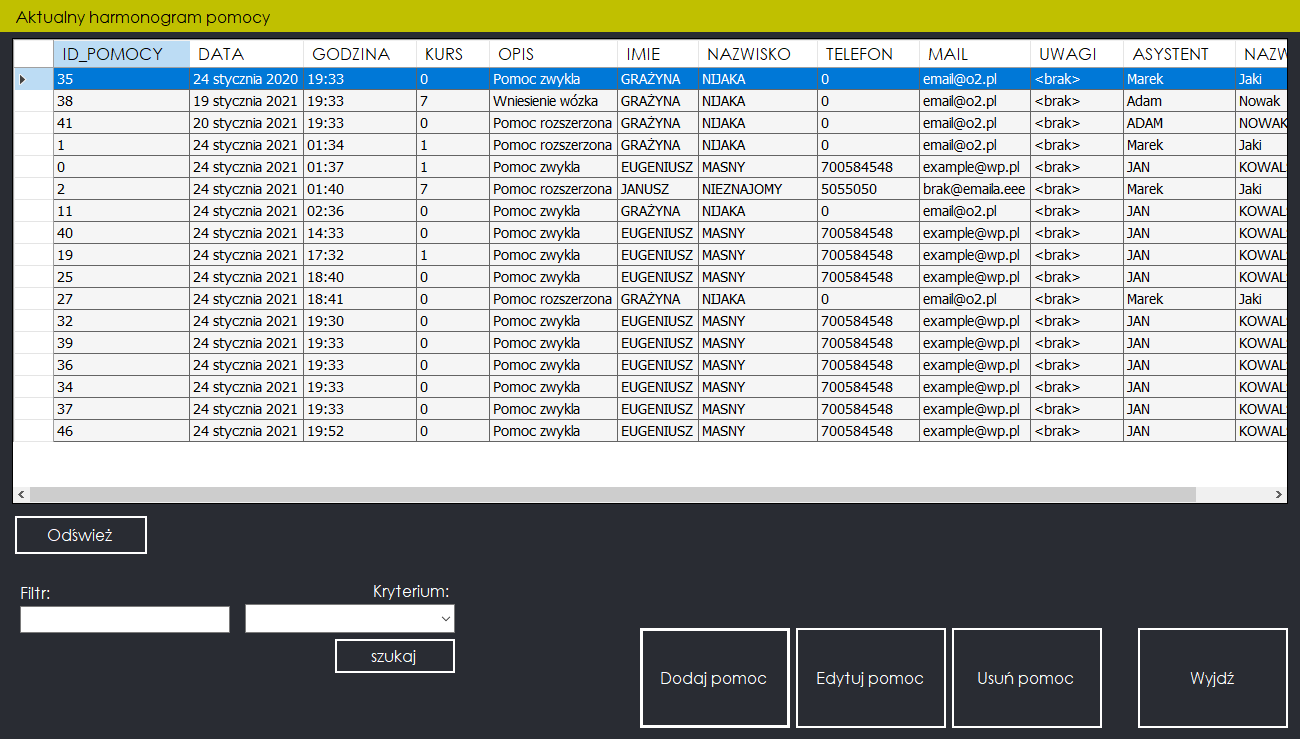 Aktualny harmonogram pomocy
ID_POMOCY DATA GODZINA KURS OPIS IMIE NAZWISKO TELEFON MAIL UWAGI ASYSTENT NAZW
35 24 stycznia 2020 19:33 0 Pomoc zwykla GRAŻYNA NIJAKA 0 email@o2.pl <brak> Marek Jaki
38 19 stycznia 2021 19:33 7 Wniesienie wózka GRAŻYNA NIJAKA 0 email@o2.pl <brak> Adam Nowak
41 20 stycznia 2021 19:33 0 Pomoc rozszerzona GRAŻYNA NIJAKA 0 email@o2.pl <brak> ADAM NOWAK
1 24 stycznia 2021 01:34 1 Pomoc rozszerzona GRAŻYNA NIJAKA 0 email@o2.pl <brak> Marek Jaki
0 24 stycznia 2021 01:37 1 Pomoc zwykla EUGENIUSZ MASNY 700584548 example@wp.pl <brak> JAN KOWAL
2 24 stycznia 2021 01:40 7 Pomoc rozszerzona JANUSZ NIEZNAJOMY 5055050 brak@emaila.eee <brak> Marek Jaki
11 24 stycznia 2021 02:36 0 Pomoc zwykla GRAŻYNA NIJAKA 0 email@o2.pl <brak> JAN KOWAL
40 24 stycznia 2021 14:33 0 Pomoc zwykla EUGENIUSZ MASNY 700584548 example@wp.pl <brak> JAN KOWAL
19 24 stycznia 2021 17:32 1 Pomoc zwykla EUGENIUSZ MASNY 700584548 example@wp.pl <brak> JAN KOWAL
25 24 stycznia 2021 18:40 0 Pomoc zwykla EUGENIUSZ MASNY 700584548 example@wp.pl <brak> JAN KOWAL
27 24 stycznia 2021 18:41 0 Pomoc rozszerzona GRAŻYNA NIJAKA 0 email@o2.pl <brak> Marek Jaki
32 24 stycznia 2021 19:30 0 Pomoc zwykla EUGENIUSZ MASNY 700584548 example@wp.pl <brak> JAN KOWAL
39 24 stycznia 2021 19:33 0 Pomoc zwykla EUGENIUSZ MASNY 700584548 example@wp.pl <brak> JAN KOWAL
36 24 stycznia 2021 19:33 0 Pomoc zwykla EUGENIUSZ MASNY 700584548 example@wp.pl <brak> JAN KOWAL
34 24 stycznia 2021 19:33 0 Pomoc zwykla EUGENIUSZ MASNY 700584548 example@wp.pl <brak> JAN KOWAL
37 24 stycznia 2021 19:33 0 Pomoc zwykla EUGENIUSZ MASNY 700584548 example@wp.pl <brak> JAN KOWAL
46 24 stycznia 2021 19:52 0 Pomoc zwykla EUGENIUSZ MASNY 700584548 example@wp.pl <brak> JAN KOWAL
Odśwież
Filtr: Kryterium:
szukaj
Dodaj pomoc Edytuj pomoc Usuń pomoc Wyjdź